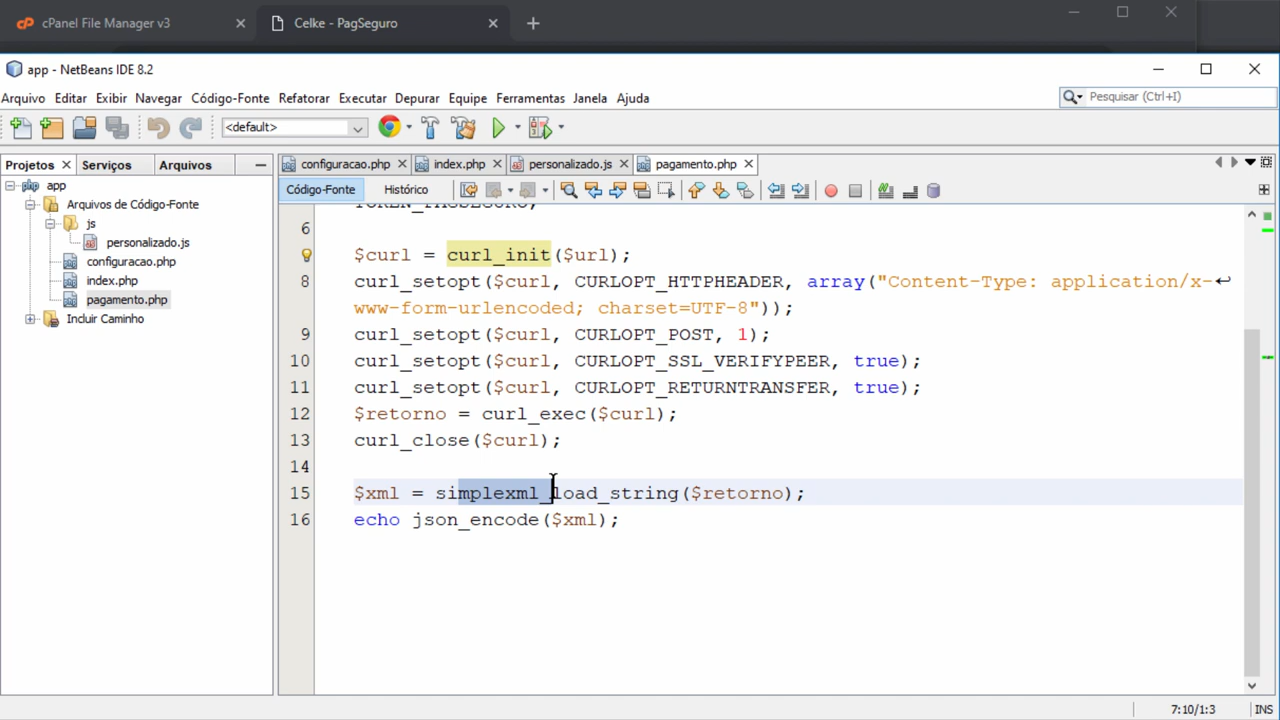 cPanel File Manager v3
Celke - PagSeguro
app - NetBeans IDE 8.2
Arquivo Editar Exibir Navegar Código-Fonte Refatorar Executar Depurar Equipe Ferramentas Janela Ajuda
Pesquisar (Ctrl+I)
<default>
Projetos Serviços Arquivos
configuracao.php index.php personalizado.js pagamento.php
Código-Fonte Histórico
app
Arquivos de Código-Fonte
js
personalizado.js
configuracao.php
index.php
pagamento.php
Incluir Caminho
TOKEN_PAGSEGURO;
6
$curl = curl_init($url);
8 curl_setopt($curl, CURLOPT_HTTPHEADER, array("Content-Type: application/x-
www-form-urlencoded; charset=UTF-8"));
9 curl_setopt($curl, CURLOPT_POST, 1);
10 curl_setopt($curl, CURLOPT_SSL_VERIFYPEER, true);
11 curl_setopt($curl, CURLOPT_RETURNTRANSFER, true);
12 $retorno = curl_exec($curl);
13 curl_close($curl);
14
15 $xml = simplexml_load_string($retorno);
16 echo json_encode($xml);
7:10/1:3 INS